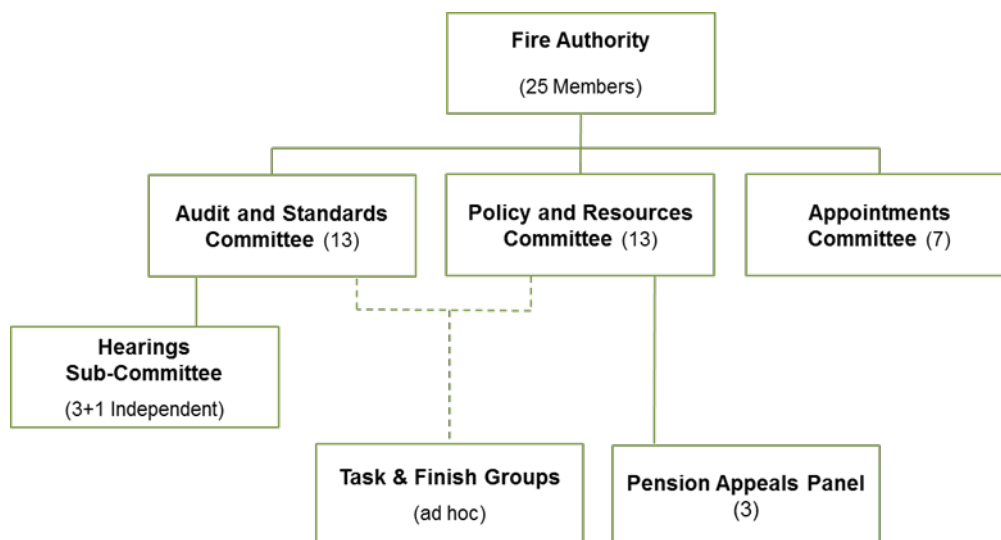 Fire Authority
(25 Members)
Audit and Standards
Committee (13)
Policy and Resources
Committee (13)
Appointments
Committee (7)
Hearings
Sub-Committee
(3+1 Independent)
Task & Finish Groups
(ad hoc)
Pension Appeals Panel
(3)